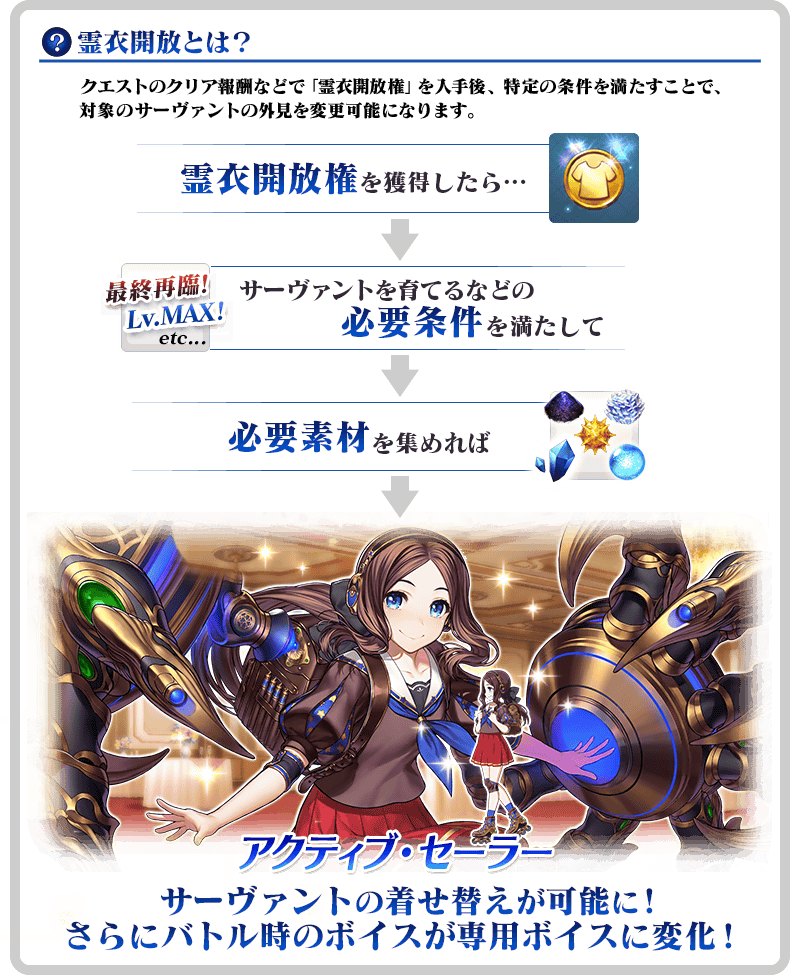 ? 霊衣開放とは?
クエストのクリア報酬などで「霊衣開放権」を入手後、特定の条件を満たすことで、
対象のサーヴァントの外見を変更可能になります。
霊衣開放権を獲得したら…
最終再臨!
Lv.MAX!
etc...
サーヴァントを育てるなどの
必要条件を満たして
必要素材を集めれば
アクティブ・セーラー
サーヴァントの着せ替えが可能に!
さらにバトル時のボイスが専用ボイスに変化!